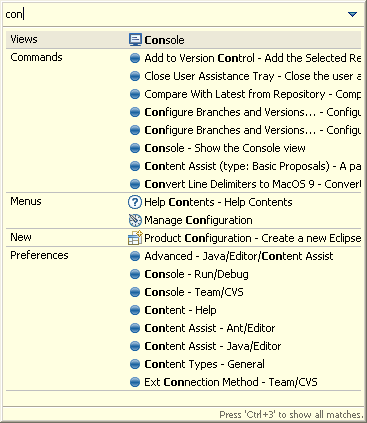 con
Views Console
Commands Add to Version Control - Add the Selected Re
Close User Assistance Tray - Close the user a
Compare With Latest from Repository - Comp
Configure Branches and Versions... - Configu
Configure Branches and Versions... - Configu
Console - Show the Console view
Content Assist (type: Basic Proposals) - A pa
Convert Line Delimiters to MacOS 9 - Convert
Menus Help Contents - Help Contents
Manage Configuration
New Product Configuration - Create a new Eclipse
Preferences Advanced - Java/Editor/Content Assist
Console - Run/Debug
Console - Team/CVS
Content - Help
Content Assist - Ant/Editor
Content Assist - Java/Editor
Content Types - General
Ext Connection Method - Team/CVS
Press 'Ctrl+3' to show all matches.